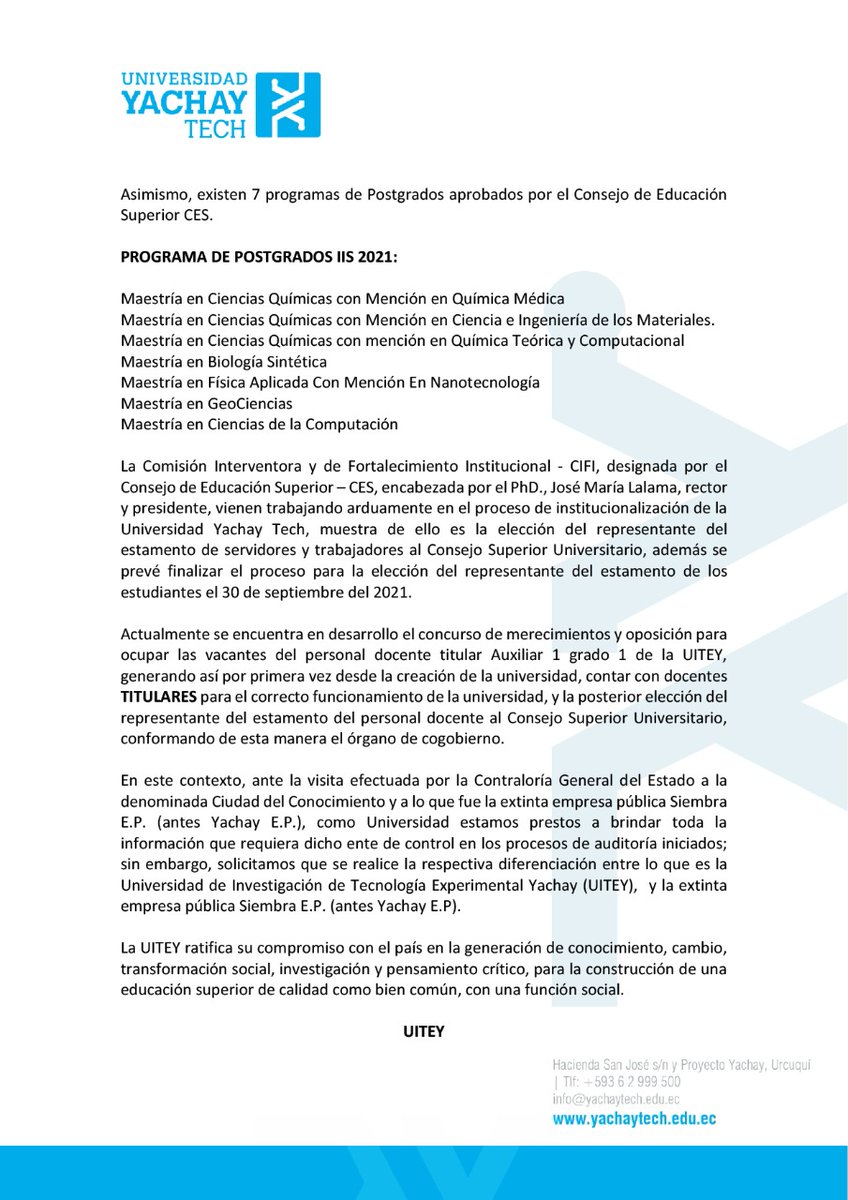 UNIVERSIDAD
YACHAY
TECH
Asimismo, existen 7 programas de Postgrados aprobados por el Consejo de Educación
Superior CES.
PROGRAMA DE POSTGRADOS IIS 2021:
Maestría en Ciencias Químicas con Mención en Química Médica
Maestría en Ciencias Químicas con Mención en Ciencia e Ingeniería de los Materiales.
Maestría en Ciencias Químicas con mención en Química Teórica y Computacional
Maestría en Biología Sintética
Maestría en Física Aplicada Con Mención En Nanotecnología
Maestría en GeoCiencias
Maestría en Ciencias de la Computación
La Comisión Interventora y de Fortalecimiento Institucional - CIFI, designada por el
Consejo de Educación Superior – CES, encabezada por el PhD., José María Lalama, rector
y presidente, vienen trabajando arduamente en el proceso de institucionalización de la
Universidad Yachay Tech, muestra de ello es la elección del representante del
estamento de servidores y trabajadores al Consejo Superior Universitario, además se
prevé finalizar el proceso para la elección del representante del estamento de los
estudiantes el 30 de septiembre del 2021.
Actualmente se encuentra en desarrollo el concurso de merecimientos y oposición para
ocupar las vacantes del personal docente titular Auxiliar 1 grado 1 de la UITEY,
generando así por primera vez desde la creación de la universidad, contar con docentes
TITULARES para el correcto funcionamiento de la universidad, y la posterior elección del
representante del estamento del personal docente al Consejo Superior Universitario,
conformando de esta manera el órgano de cogobierno.
En este contexto, ante la visita efectuada por la Contraloría General del Estado a la
denominada Ciudad del Conocimiento y a lo que fue la extinta empresa pública Siembra
E.P. (antes Yachay E.P.), como Universidad estamos prestos a brindar toda la
información que requiera dicho ente de control en los procesos de auditoría iniciados;
sin embargo, solicitamos que se realice la respectiva diferenciación entre lo que es la
Universidad de Investigación de Tecnología Experimental Yachay (UITEY), y la extinta
empresa pública Siembra E.P. (antes Yachay E.P).
La UITEY ratifica su compromiso con el país en la generación de conocimiento, cambio,
transformación social, investigación y pensamiento crítico, para la construcción de una
educación superior de calidad como bien común, con una función social.
UITEY
Hacienda San José s/n y Proyecto Yachay, Urcuquí
| Tlf: +593 6 2 999 500
info@yachaytech.edu.ec
www.yachaytech.edu.ec